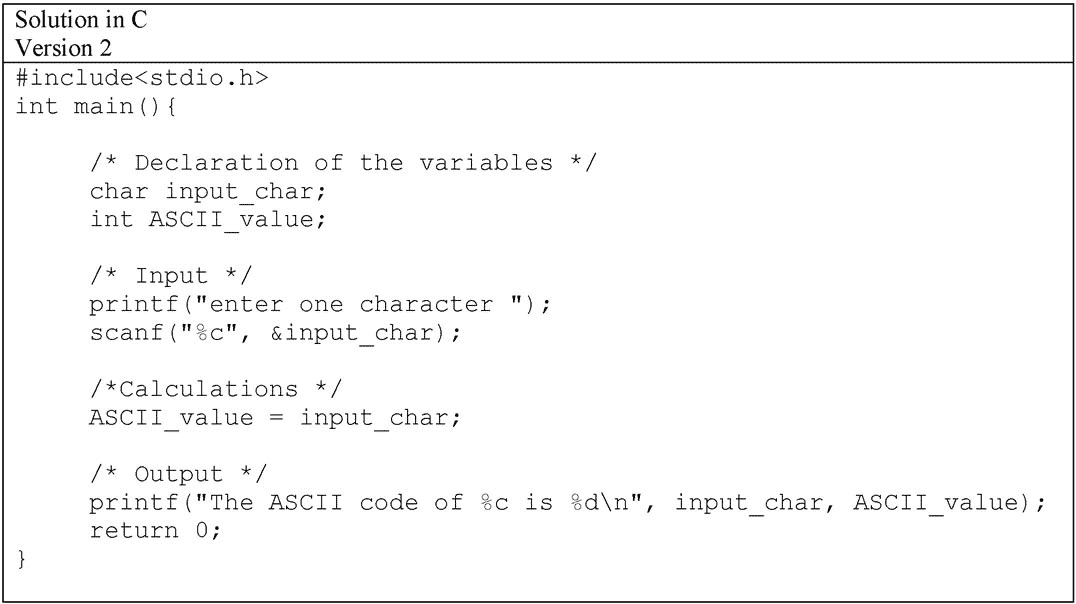 Solution in C
Version 2
#include<stdio.h>
int main(){
/* Declaration of the variables */
char input_char;
int ASCII_value;
/* Input */
printf("enter one character ");
scanf("%c", &input_char);
/*Calculations */
ASCII_value = input_char;
/* Output */
printf("The ASCII code of %c is %d\n", input_char, ASCII_value);
return 0;
}